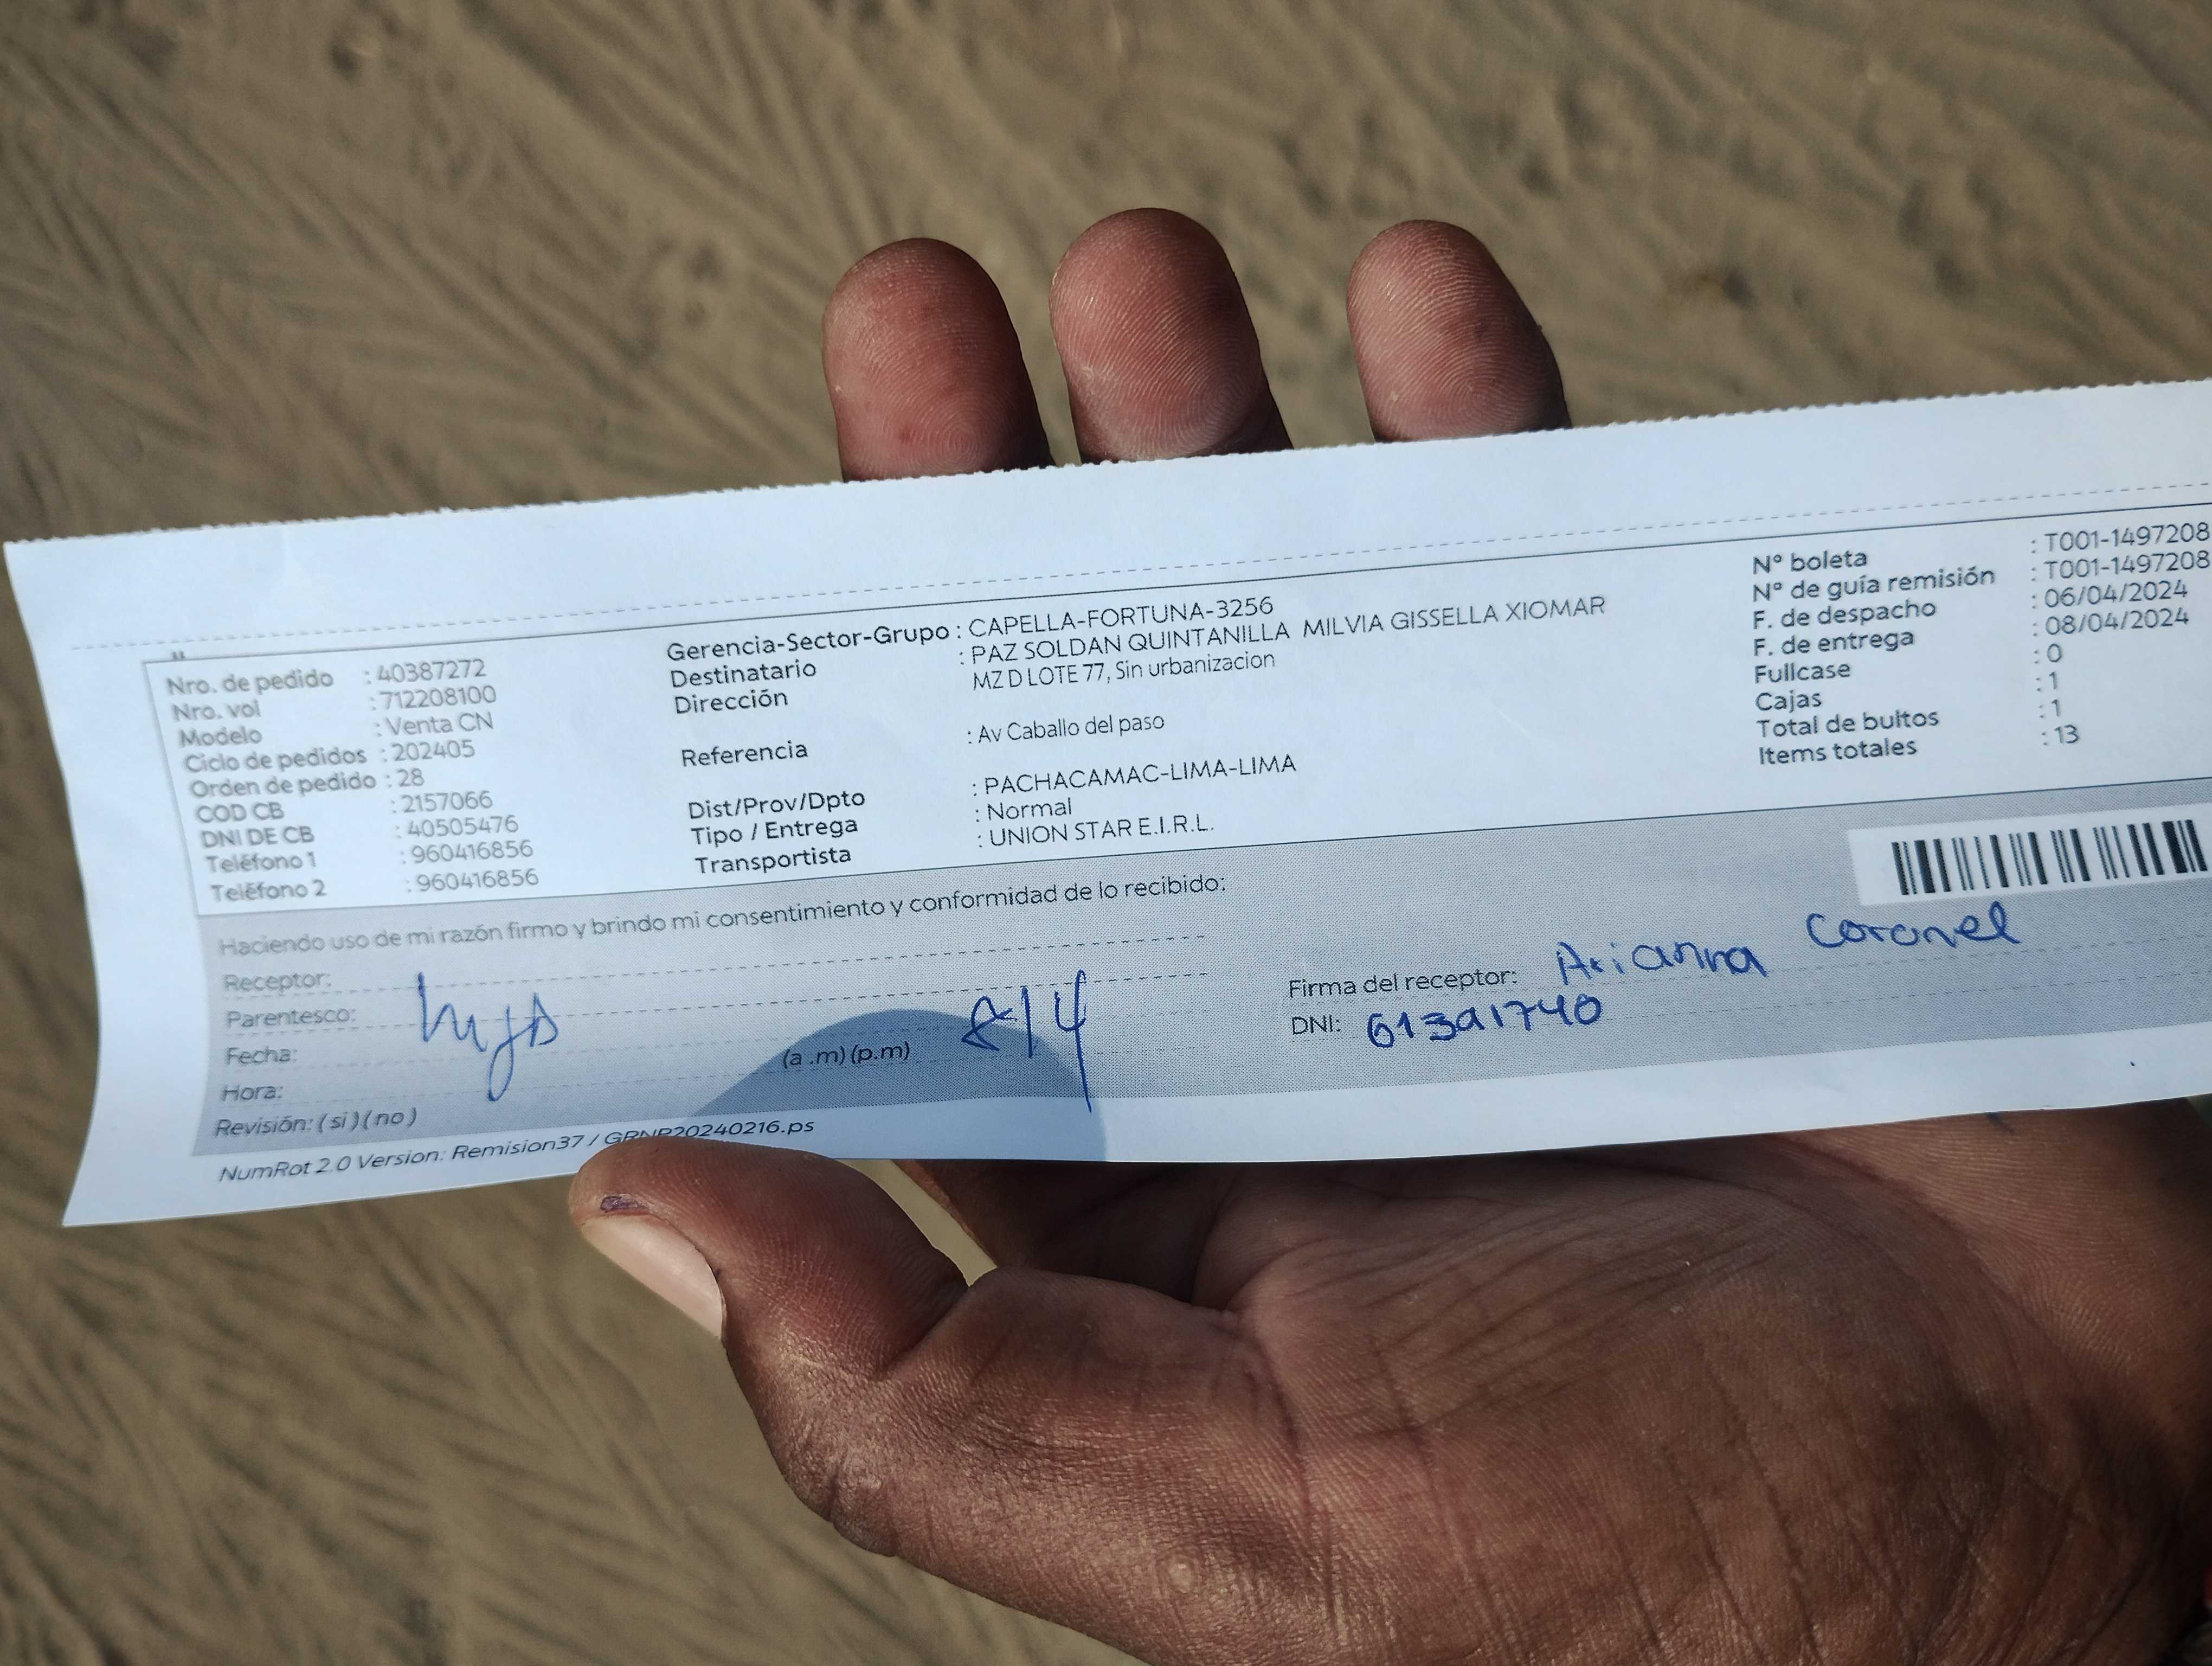 Nro. de pedido : 40387272
Nro. vol : 712208100
Modelo : Venta CN
Ciclo de pedidos : 202405
Orden de pedido : 28
COD CB : 2157066
DNI DE CB : 40505476
Teléfono 1 : 960416856
Teléfono 2 : 960416856
Gerencia-Sector-Grupo : CAPELLA-FORTUNA-3256
Destinatario : PAZ SOLDAN QUINTANILLA MILVIA GISSELLA XIOMAR
Dirección MZ D LOTE 77, Sin urbanizacion
Referencia : Av Caballo del paso
Dist/Prov/Dpto : PACHACAMAC-LIMA-LIMA
Tipo / Entrega : Normal
Transportista : UNION STAR E.I.R.L.
N° boleta : T001-1497208
N° de guía remisión : T001-1497208
F. de despacho : 06/04/2024
F. de entrega : 08/04/2024
Fullcase : 0
Cajas : 1
Total de bultos : 1
Items totales : 13
Haciendo uso de mi razón firmo y brindo mi consentimiento y conformidad de lo recibido:
Receptor:
Parentesco:
Fecha: 8/4
Hora: (a .m) (p.m)
Revisión: ( si ) ( no )
Firma del receptor: Arianna Coronel
DNI: 61391740
NumRot 2.0 Version: Remision37 / GRNP20240216.ps